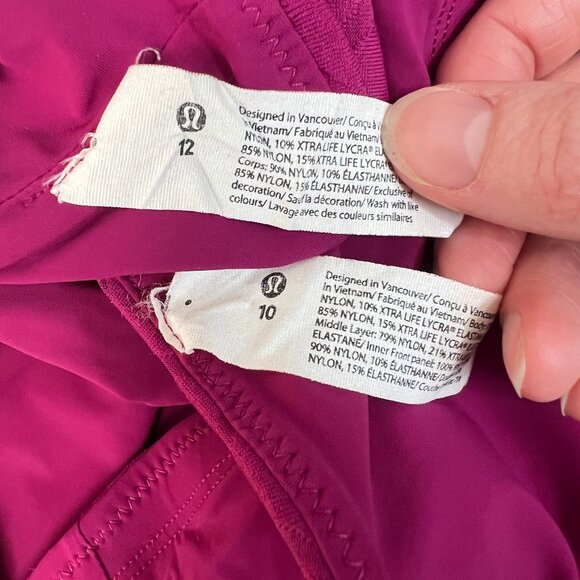 12
Designed in Vancouver/ Conçu à
in Vietnam/ Fabriqué au Vietnam/
NYLON, 10% XTRA LIFE LYCRA®
85% NYLON, 15% XTRA LIFE LYCRA
Corps: 90% NYLON, 10% ÉLASTHANNE/
85% NYLON, 15% ÉLASTHANNE/ Exclusive of
decoration/ Sauf la décoration/ Wash with like
colours/ Lavage avec des couleurs similaires
10
Designed in Vancouver/ Conçu à
in Vietnam/ Fabriqué au Vietnam/
NYLON, 10% XTRA LIFE LYCRA®
85% NYLON, 15% XTRA LIFE LYCRA®
Middle Layer: 79% NYLON, 21% XTRA
ELASTANE/ Inner Front panel: 100%
90% NYLON, 10% ÉLASTHANNE/
NYLON, 15% ÉLASTHANNE/